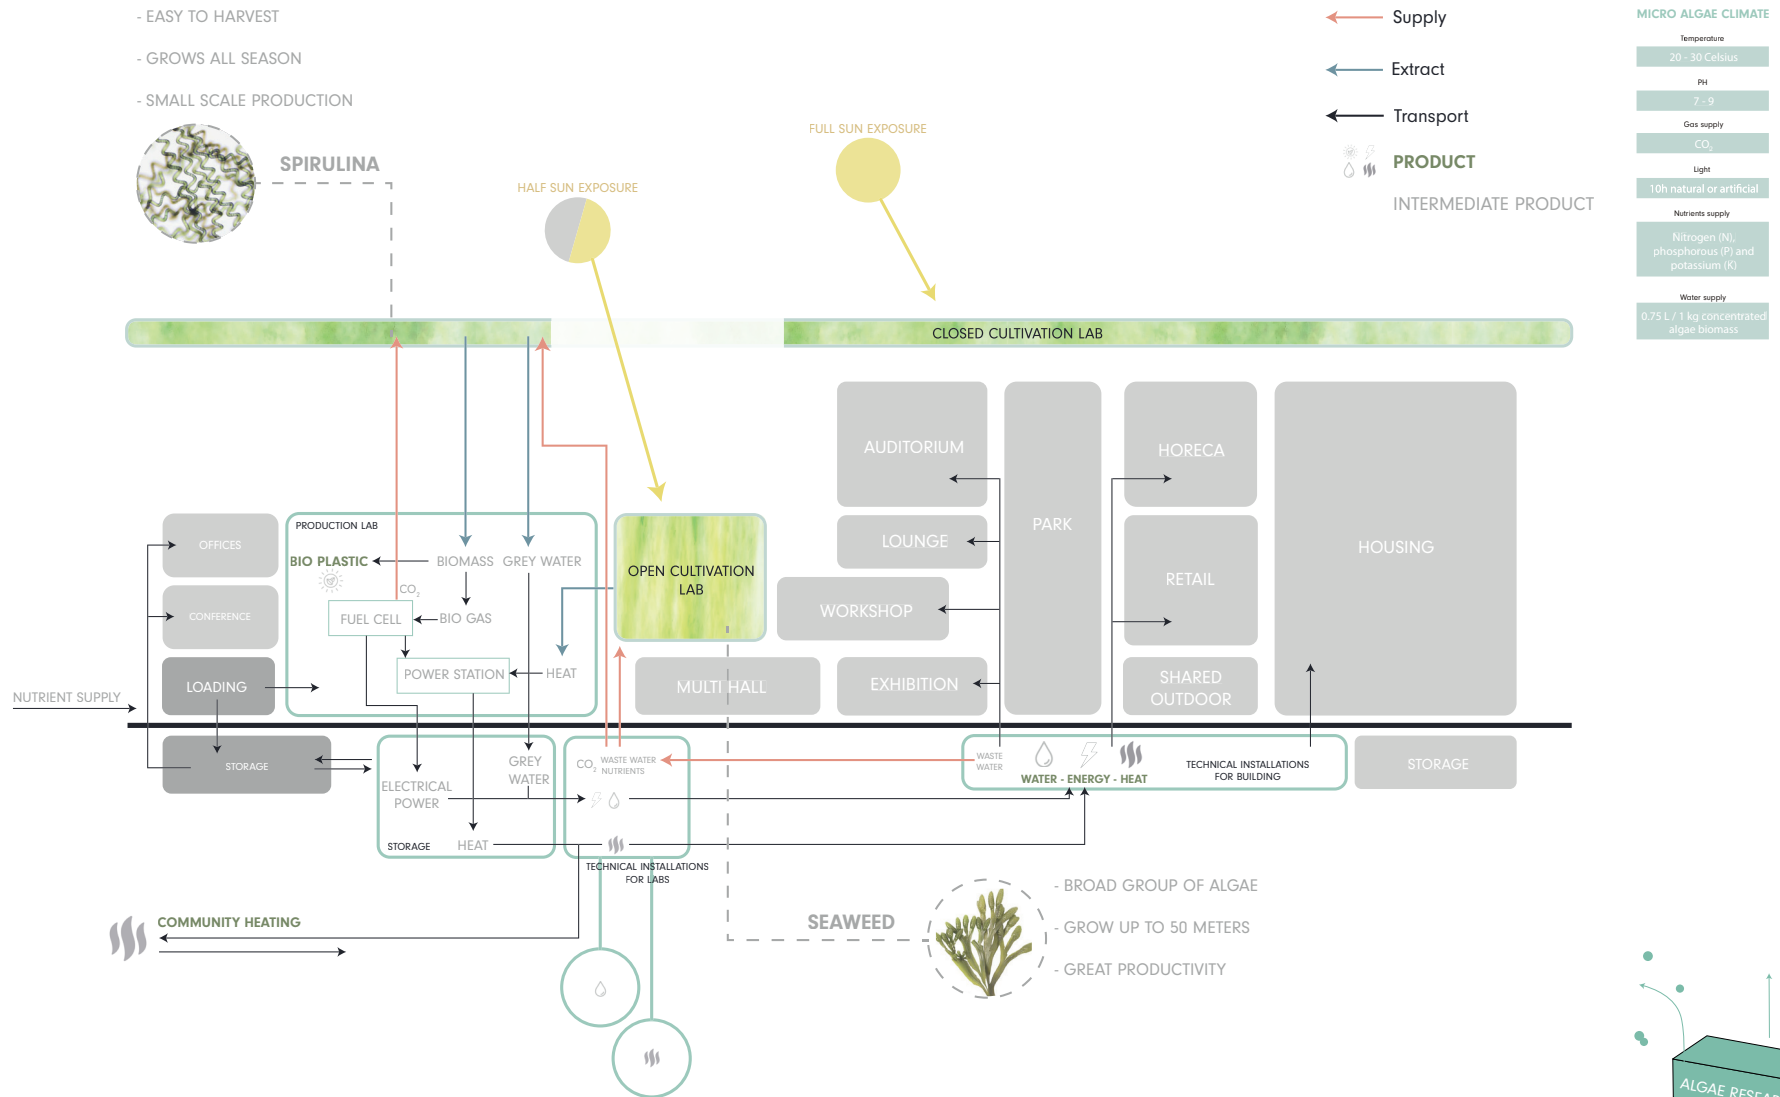 - EASY TO HARVEST
- GROWS ALL SEASON
- SMALL SCALE PRODUCTION
SPIRULINA
HALF SUN EXPOSURE
FULL SUN EXPOSURE
Supply
Extract
Transport
PRODUCT
INTERMEDIATE PRODUCT
MICRO ALGAE CLIMATE
Temperature
20 - 30 Celsius
PH
7 - 9
Gas supply
CO₂
Light
10h natural or artificial
Nutrients supply
Nitrogen (N),
phosphorous (P) and
potassium (K)
Water supply
0.75 L / 1 kg concentrated
algae biomass
CLOSED CULTIVATION LAB
OFFICES
CONFERENCE
LOADING
NUTRIENT SUPPLY
STORAGE
PRODUCTION LAB
BIO PLASTIC
BIOMASS
GREY WATER
CO₂
FUEL CELL
BIO GAS
POWER STATION
HEAT
OPEN CULTIVATION
LAB
MULTI HALL
AUDITORIUM
LOUNGE
WORKSHOP
EXHIBITION
PARK
HORECA
RETAIL
SHARED
OUTDOOR
HOUSING
ELECTRICAL
POWER
GREY
WATER
STORAGE
HEAT
CO₂
WASTE WATER
NUTRIENTS
TECHNICAL INSTALLATIONS
FOR LABS
WASTE
WATER
WATER - ENERGY - HEAT
TECHNICAL INSTALLATIONS
FOR BUILDING
STORAGE
COMMUNITY HEATING
SEAWEED
- BROAD GROUP OF ALGAE
- GROW UP TO 50 METERS
- GREAT PRODUCTIVITY
ALGAE RESEAR